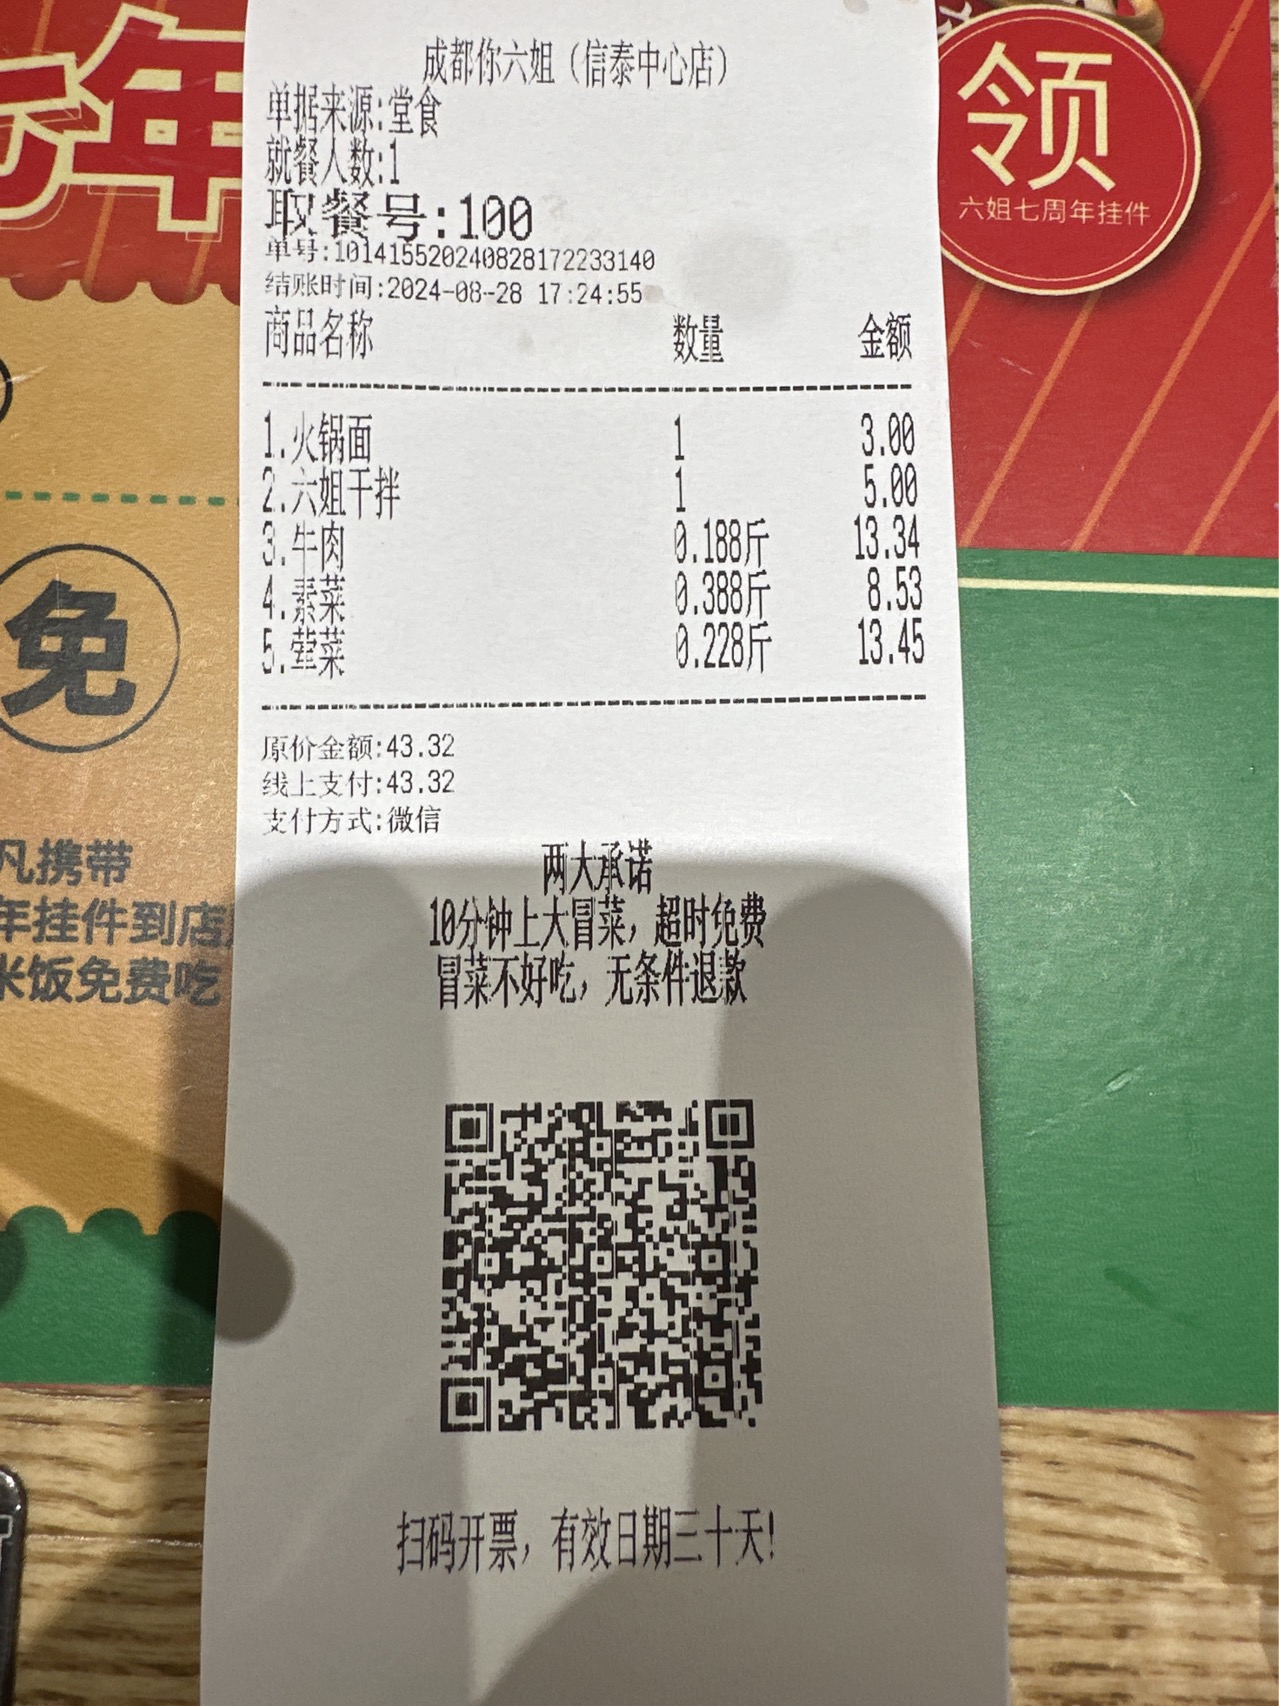 成都你六姐（信泰中心店）
单据来源:堂食
就餐人数:1
取餐号:100
单号:10141552024082817223​3140
结账时间:2024-08-28 17:24:55
商品名称 数量 金额
1.火锅面 1 3.00
2.六姐干拌 1 5.00
3.牛肉 0.188斤 13.34
4.素菜 0.388斤 8.53
5.荤菜 0.228斤 13.45
原价金额:43.32
线上支付:43.32
支付方式:微信
两大承诺
10分钟上大冒菜，超时免费
冒菜不好吃，无条件退款
扫码开票，有效日期三十天!
年
领
六姐七周年挂件
免
凡携带
年挂件到店
米饭免费吃